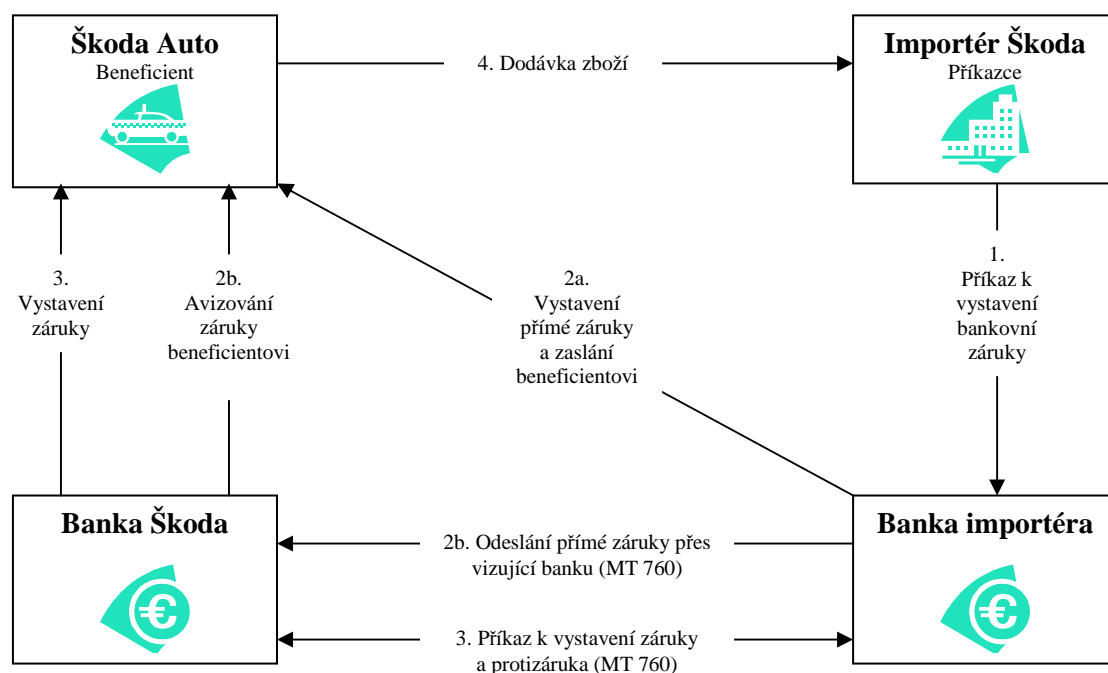 Škoda Auto
Beneficient
4. Dodávka zboží
Importér Škoda
Příkazce
3.
Vystavení
záruky
2b.
Avizování
záruky
beneficientovi
2a.
Vystavení
přímé záruky
a zaslání
beneficientovi
1.
Příkaz k
vystavení
bankovní
záruky
Banka Škoda
€
2b. Odeslání přímé záruky přes
vizující banku (MT 760)
3. Příkaz k vystavení záruky
a protizáruka (MT 760)
Banka importéra
€